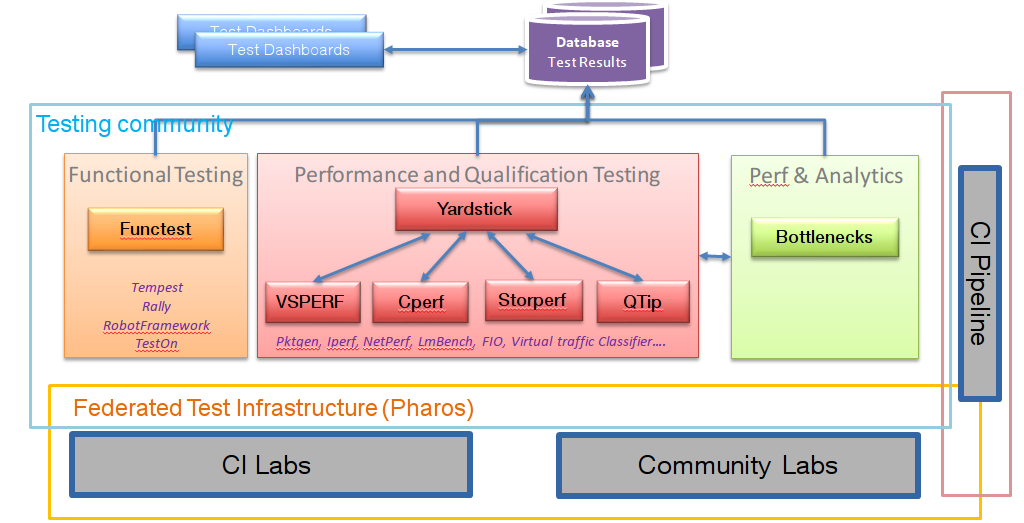 Test Dashboards
Test Dashboards
Database
Test Results
Testing community
Functional Testing
Functest
Tempest
Rally
RobotFramework
TestOn
Performance and Qualification Testing
Yardstick
VSPERF
Cperf
Storperf
QTip
Pktgen, Iperf, NetPerf, LmBench, FIO, Virtual traffic Classifier....
Perf & Analytics
Bottlenecks
CI Pipeline
Federated Test Infrastructure (Pharos)
CI Labs
Community Labs